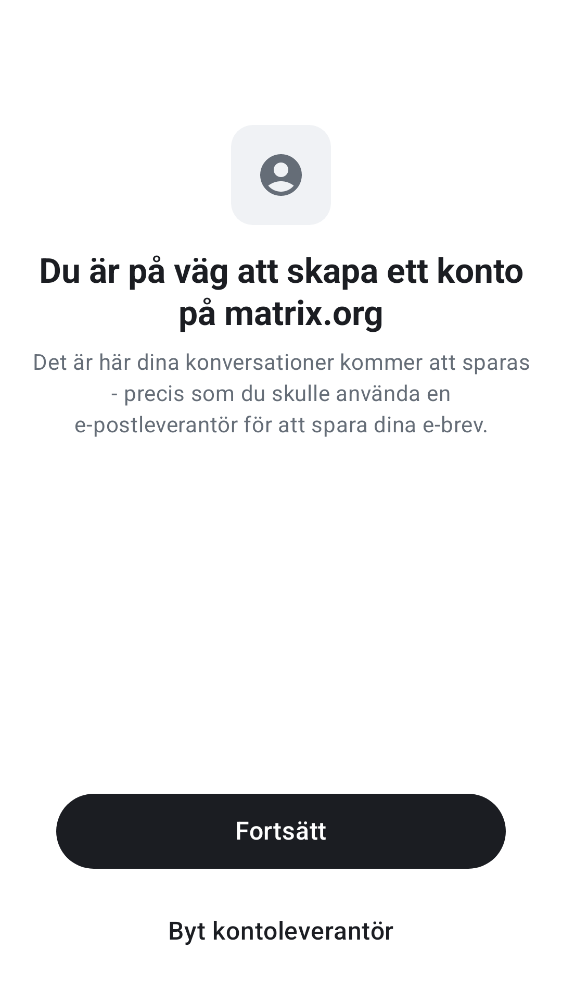 Du är på väg att skapa ett konto
på matrix.org
Det är här dina konversationer kommer att sparas
- precis som du skulle använda en
e-postleverantör för att spara dina e-brev.
Fortsätt
Byt kontoleverantör